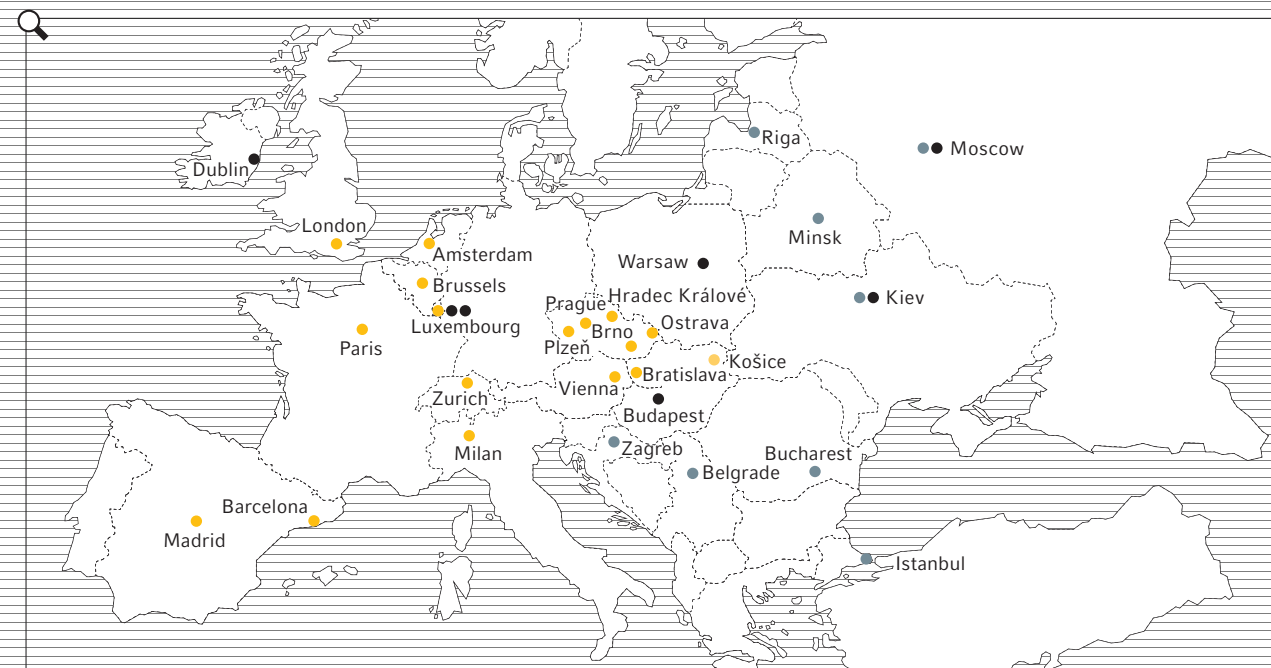 Riga
Moscow
Dublin
London
Minsk
Amsterdam
Warsaw
Brussels
Hradec Králové
Kiev
Prague
Luxembourg
Ostrava
Brno
Paris
Plzeň
Košice
Bratislava
Vienna
Zurich
Budapest
Zagreb
Milan
Bucharest
Belgrade
Barcelona
Madrid
Istanbul